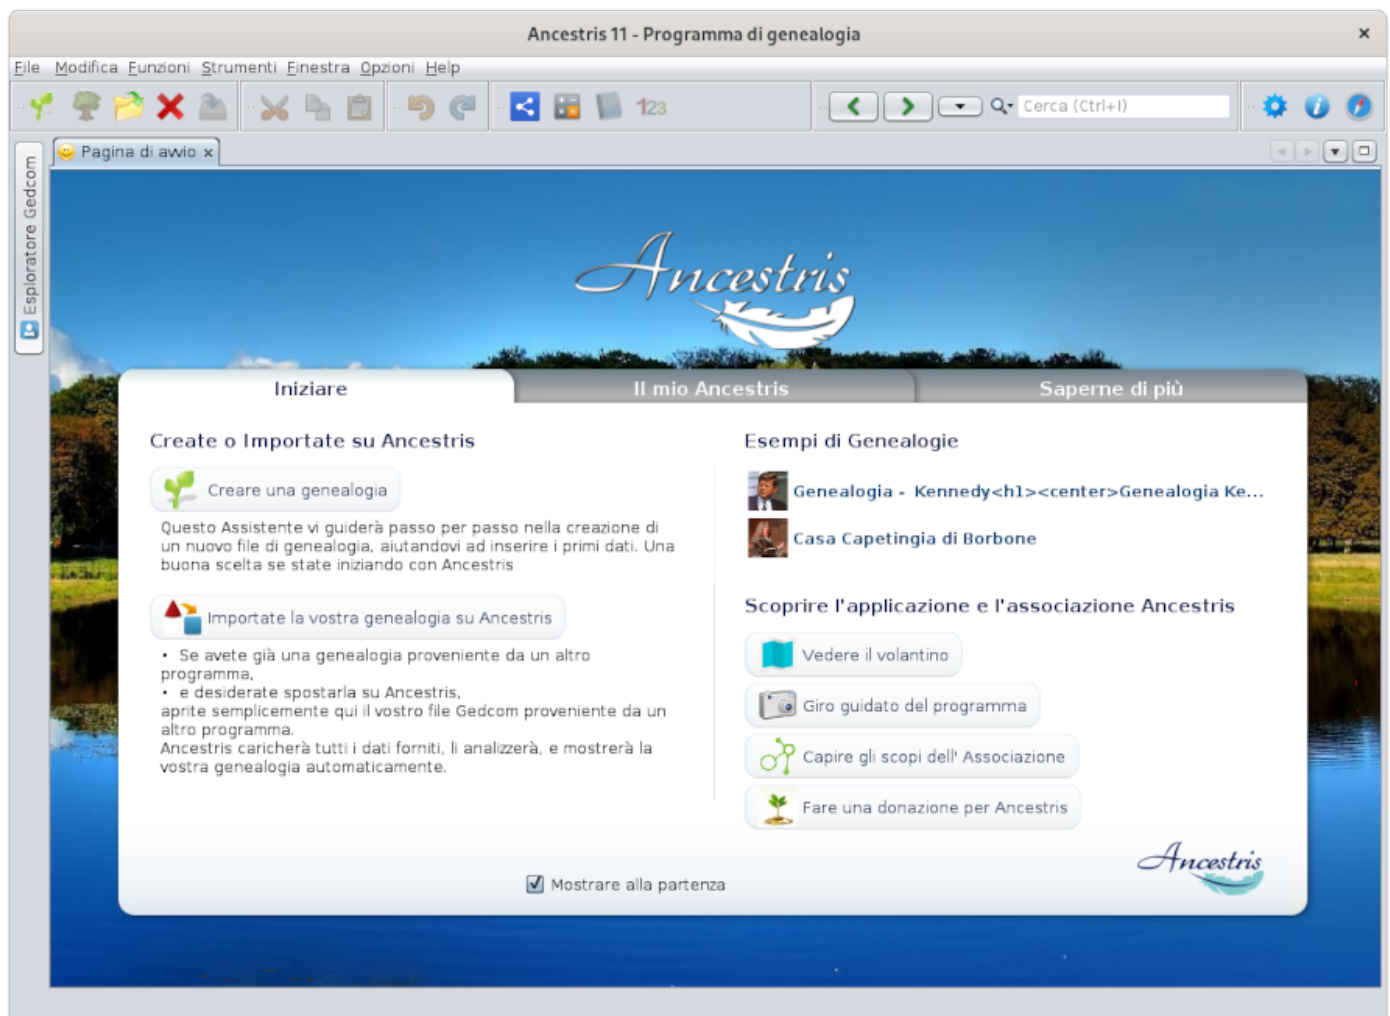 Ancestris 11 - Programma di genealogia
File Modifica Funzioni Strumenti Finestra Opzioni Help
123
Cerca (Ctrl+I)
Esploratore Gedcom
Pagina di avvio
Ancestris
Iniziare
Il mio Ancestris
Saperne di più
Create o Importate su Ancestris
Creare una genealogia
Questo Assistente vi guiderà passo per passo nella creazione di
un nuovo file di genealogia, aiutandovi ad inserire i primi dati. Una
buona scelta se state iniziando con Ancestris
Importate la vostra genealogia su Ancestris
• Se avete già una genealogia proveniente da un altro
programma,
• e desiderate spostarla su Ancestris,
aprite semplicemente qui il vostro file Gedcom proveniente da un
altro programma.
Ancestris caricherà tutti i dati forniti, li analizzerà, e mostrerà la
vostra genealogia automaticamente.
Esempi di Genealogie
Genealogia - Kennedy<h1><center>Genealogia Ke...
Casa Capetingia di Borbone
Scoprire l'applicazione e l'associazione Ancestris
Vedere il volantino
Giro guidato del programma
Capire gli scopi dell' Associazione
Fare una donazione per Ancestris
Ancestris
Mostrare alla partenza